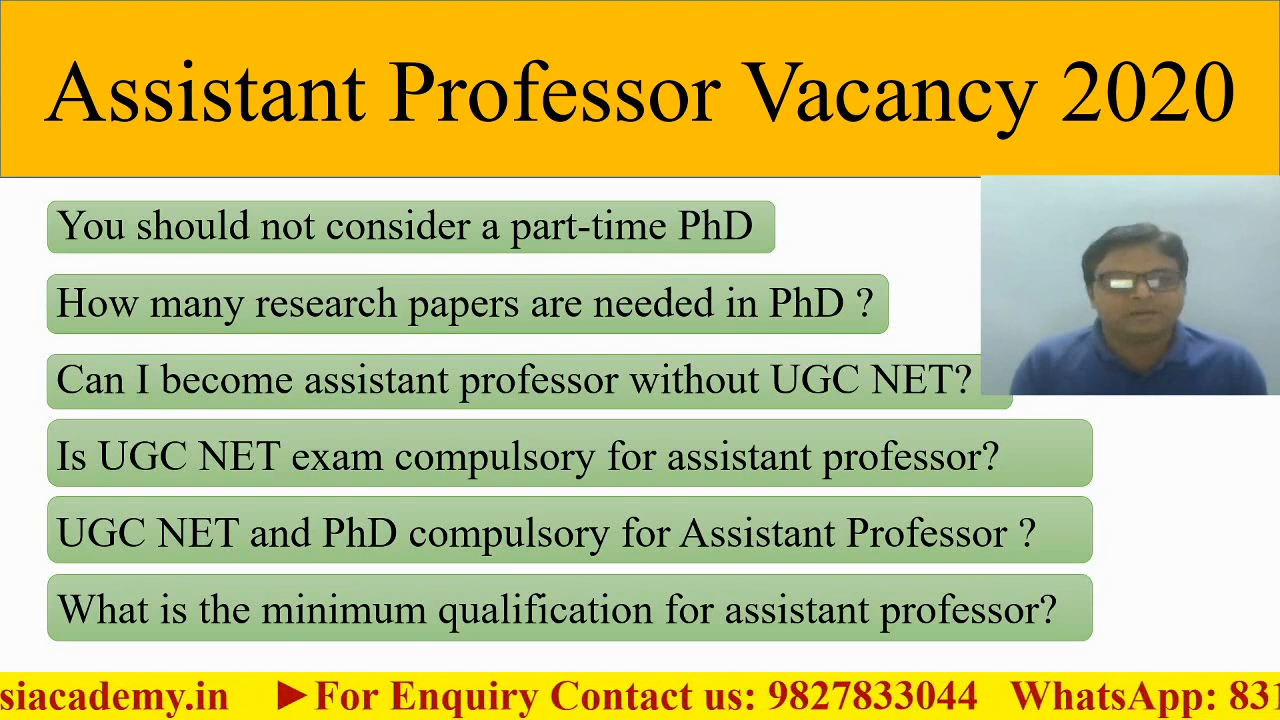 Assistant Professor Vacancy 2020
You should not consider a part-time PhD
How many research papers are needed in PhD ?
Can I become assistant professor without UGC NET?
Is UGC NET exam compulsory for assistant professor?
UGC NET and PhD compulsory for Assistant Professor ?
What is the minimum qualification for assistant professor?
siacademy.in ►For Enquiry Contact us: 9827833044 WhatsApp: 831